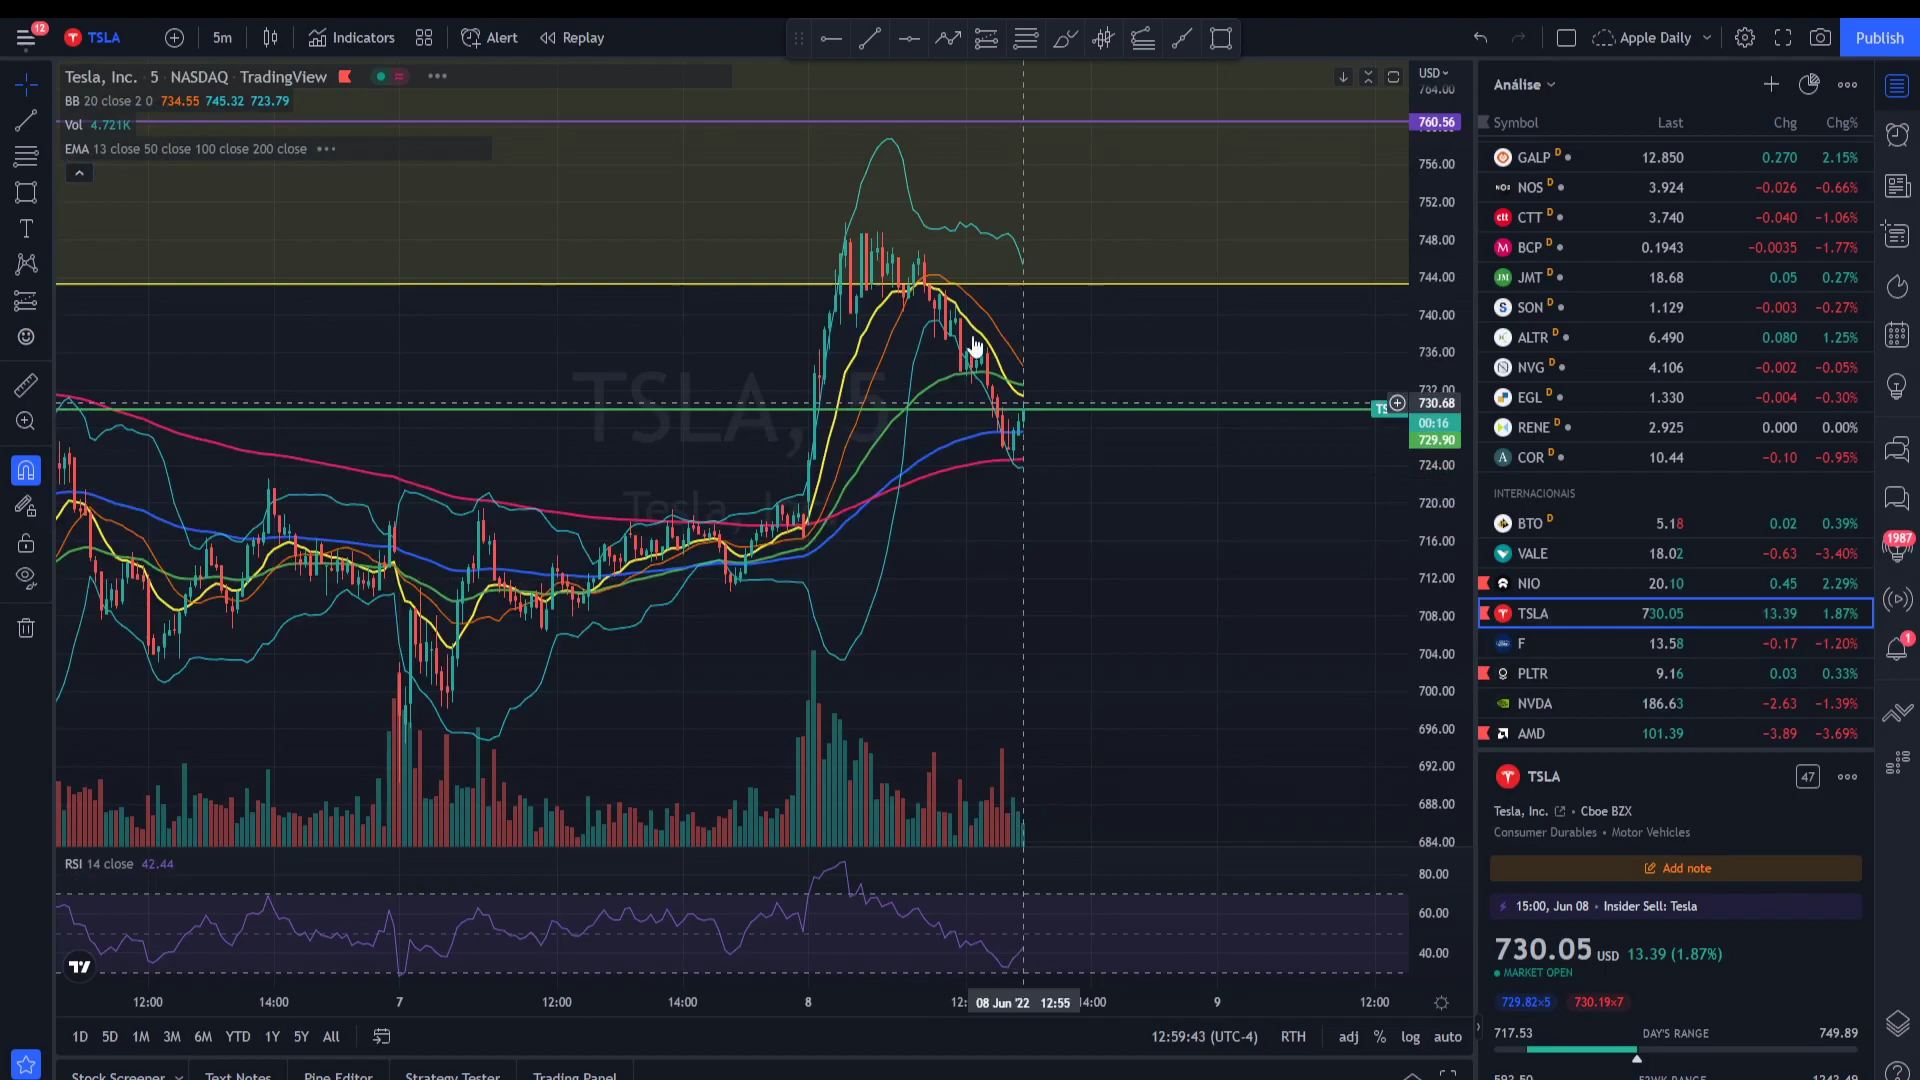 12
TSLA
5m
Indicators
Alert
Replay
Apple Daily
Publish
Tesla, Inc. · 5 · NASDAQ · TradingView
BB 20 close 2 0 734.55 745.32 723.79
Vol 4.721K
EMA 13 close 50 close 100 close 200 close
TSLA, 5
USD
764.00
760.56
756.00
752.00
748.00
744.00
740.00
736.00
732.00
730.68
00:16
729.90
724.00
720.00
716.00
712.00
708.00
704.00
700.00
696.00
692.00
688.00
684.00
RSI 14 close 42.44
80.00
60.00
40.00
12:00
14:00
7
12:00
14:00
8
08 Jun '22 12:55
14:00
9
12:00
1D 5D 1M 3M 6M YTD 1Y 5Y All
12:59:43 (UTC-4) RTH adj % log auto
Stock Screener Text Notes Pine Editor Strategy Tester Trading Panel
Análise
Symbol Last Chg Chg%
GALP D 12.850 0.270 2.15%
NOS D 3.924 −0.026 −0.66%
CTT D 3.740 −0.040 −1.06%
BCP D 0.1943 −0.0035 −1.77%
JMT D 18.68 0.05 0.27%
SON D 1.129 −0.003 −0.27%
ALTR D 6.490 0.080 1.25%
NVG D 4.106 −0.002 −0.05%
EGL D 1.330 −0.004 −0.30%
RENE D 2.925 0.000 0.00%
COR D 10.44 −0.10 −0.95%
INTERNACIONAIS
BTO D 5.18 0.02 0.39%
VALE 18.02 −0.63 −3.40%
NIO 20.10 0.45 2.29%
TSLA 730.05 13.39 1.87%
F 13.58 −0.17 −1.20%
PLTR 9.16 0.03 0.33%
NVDA 186.63 −2.63 −1.39%
AMD 101.39 −3.89 −3.69%
TSLA
47
Tesla, Inc. · Cboe BZX
Consumer Durables · Motor Vehicles
Add note
15:00, Jun 08 · Insider Sell: Tesla
730.05 USD 13.39 (1.87%)
MARKET OPEN
729.82×5 730.19×7
717.53 DAY'S RANGE 749.89
1987
1